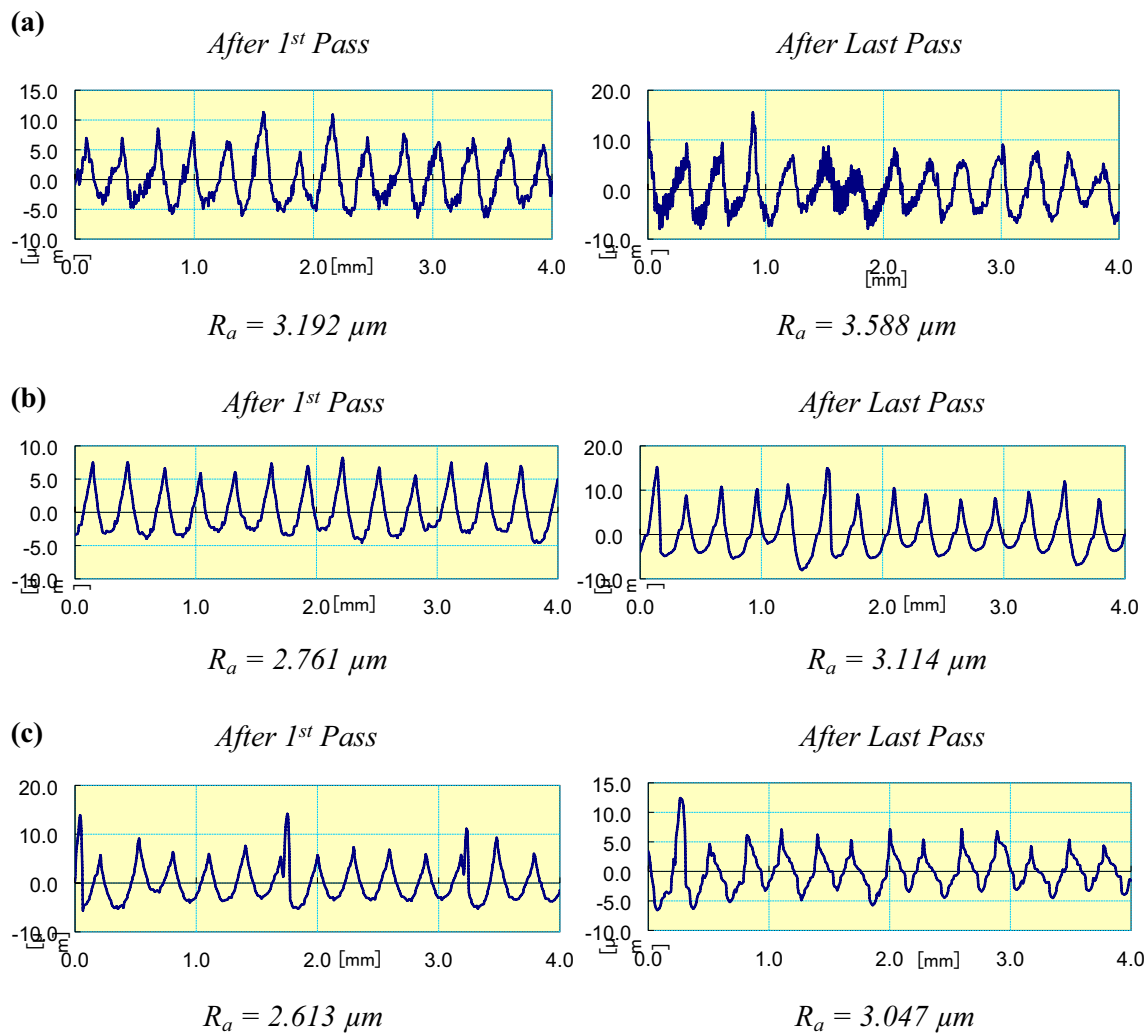 (a)
After 1st Pass
After Last Pass
15.0
10.0
5.0
0.0
-5.0
-10.0
[μm]
0.0 1.0 2.0 [mm] 3.0 4.0
20.0
10.0
0.0
-10.0
[μm]
0.0 1.0 2.0 3.0 4.0
[mm]
Ra = 3.192 μm
Ra = 3.588 μm
(b)
After 1st Pass
After Last Pass
10.0
5.0
0.0
-5.0
-10.0
[μm]
0.0 1.0 2.0 [mm] 3.0 4.0
20.0
10.0
0.0
-10.0
[μm]
0.0 1.0 2.0 [mm] 3.0 4.0
Ra = 2.761 μm
Ra = 3.114 μm
(c)
After 1st Pass
After Last Pass
20.0
10.0
0.0
-10.0
[μm]
0.0 1.0 2.0 [mm] 3.0 4.0
15.0
10.0
5.0
0.0
-5.0
-10.0
[μm]
0.0 1.0 2.0 [mm] 3.0 4.0
Ra = 2.613 μm
Ra = 3.047 μm